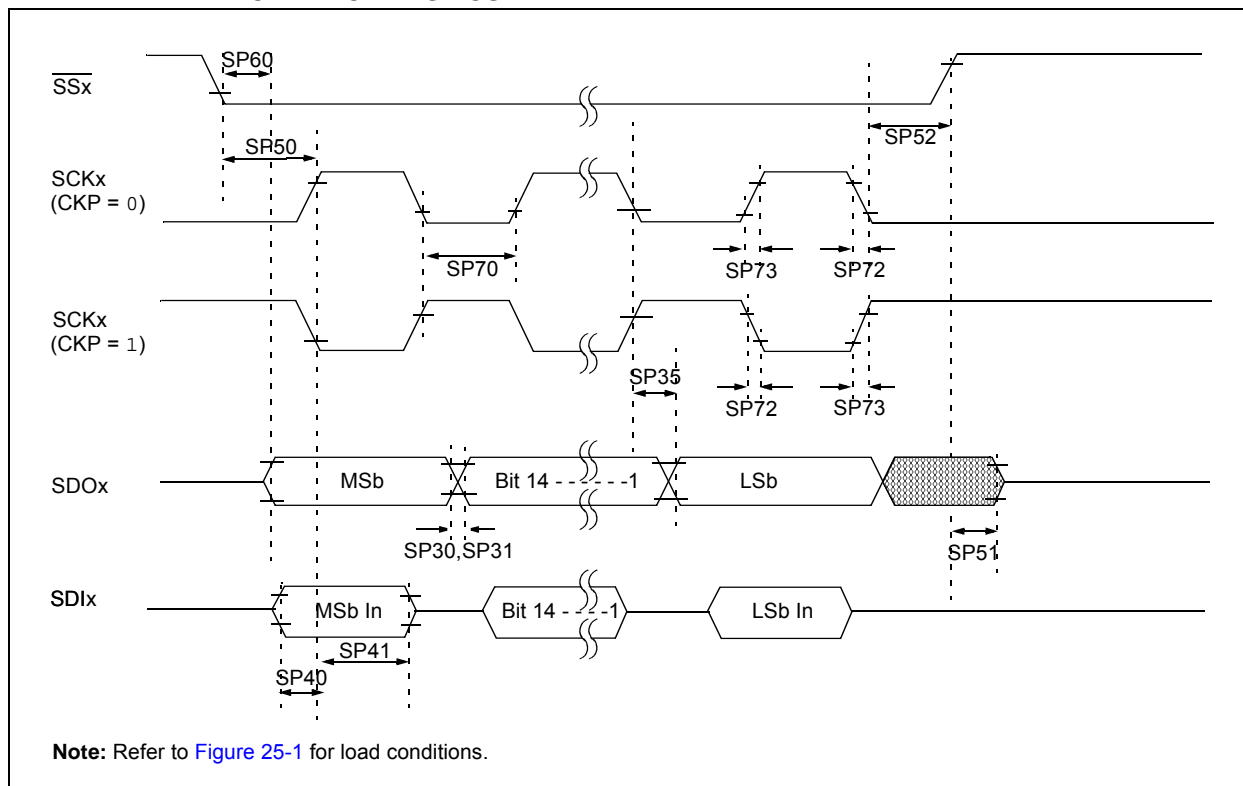 SP60
SSx
SP50
SP52
SCKx
(CKP = 0)
SP70
SP73
SP72
SCKx
(CKP = 1)
SP35
SP72
SP73
SDOx
MSb
Bit 14 - - - - - -1
LSb
SP30,SP31
SP51
SDIx
MSb In
Bit 14 - - - -1
LSb In
SP41
SP40
Note: Refer to Figure 25-1 for load conditions.